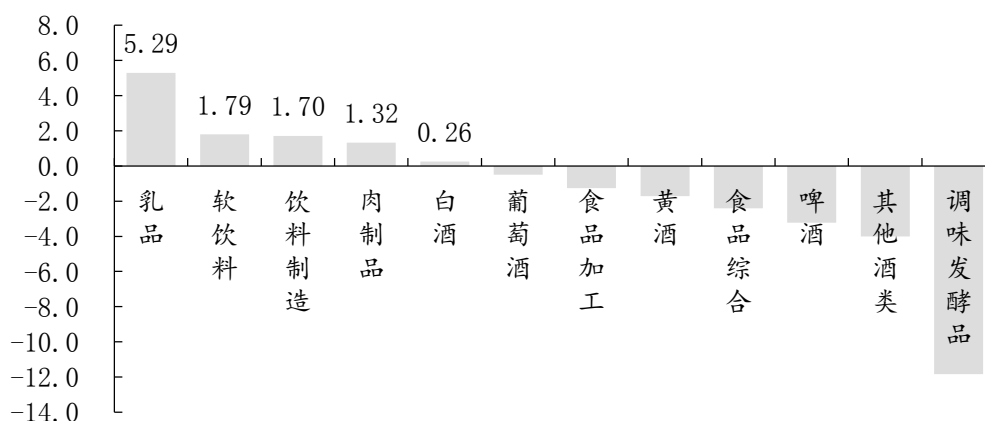 8.0
6.0
4.0
2.0
0.0
-2.0
-4.0
-6.0
-8.0
-10.0
-12.0
-14.0
5.29
1.79
1.70
1.32
0.26
乳品
软饮料
饮料制造
肉制品
白酒
葡萄酒
食品加工
黄酒
食品综合
啤酒
其他酒类
调味发酵品